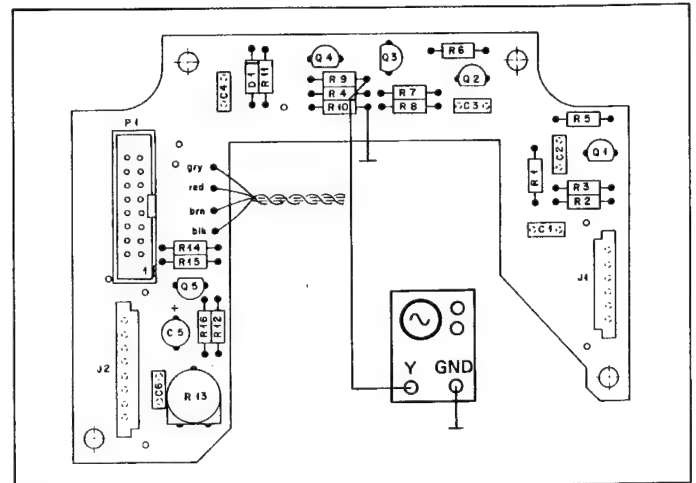 R6
Q4
Q3
Q2
C4
D1
R11
R9
R4
R10
R7
R8
C3
P1
R5
C2
Q1
R1
R3
R2
C1
gry
red
brn
blk
R14
1
R15
J1
Q5
+
C5
R16
R12
J2
Y GND
C6
R13